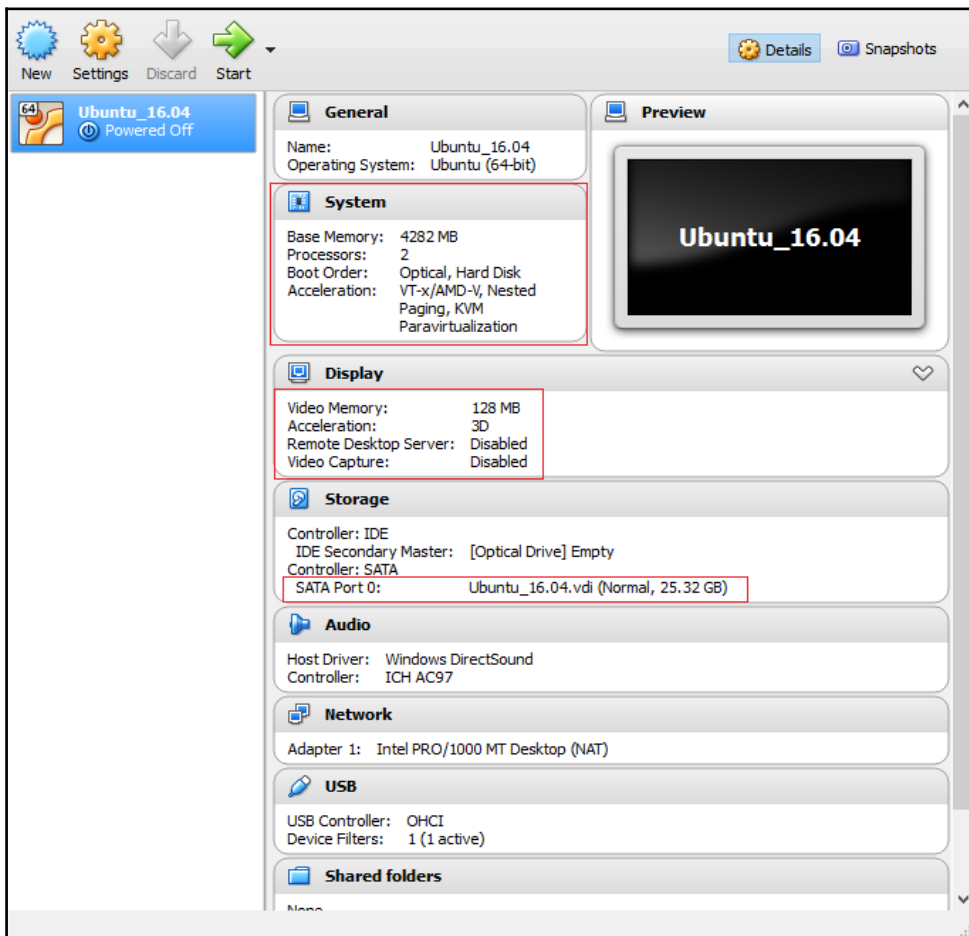 New Settings Discard Start
Details Snapshots
64
Ubuntu_16.04
Powered Off
General
Name: Ubuntu_16.04
Operating System: Ubuntu (64-bit)
Preview
Ubuntu_16.04
System
Base Memory: 4282 MB
Processors: 2
Boot Order: Optical, Hard Disk
Acceleration: VT-x/AMD-V, Nested
Paging, KVM
Paravirtualization
Display
Video Memory: 128 MB
Acceleration: 3D
Remote Desktop Server: Disabled
Video Capture: Disabled
Storage
Controller: IDE
IDE Secondary Master: [Optical Drive] Empty
Controller: SATA
SATA Port 0: Ubuntu_16.04.vdi (Normal, 25.32 GB)
Audio
Host Driver: Windows DirectSound
Controller: ICH AC97
Network
Adapter 1: Intel PRO/1000 MT Desktop (NAT)
USB
USB Controller: OHCI
Device Filters: 1 (1 active)
Shared folders
None